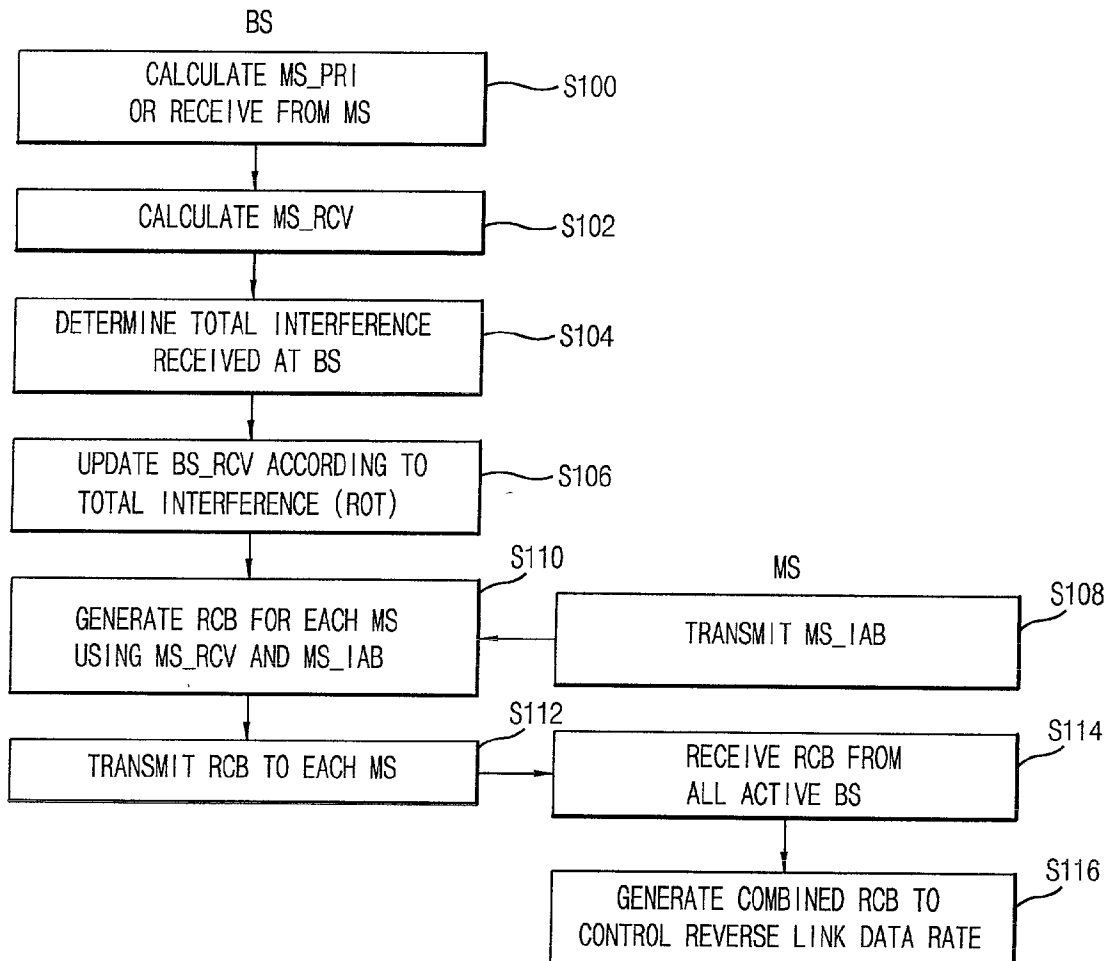 BS
CALCULATE MS_PRI
OR RECEIVE FROM MS
S100
CALCULATE MS_RCV
S102
DETERMINE TOTAL INTERFERENCE
RECEIVED AT BS
S104
UPDATE BS_RCV ACCORDING TO
TOTAL INTERFERENCE (ROT)
S106
S110
GENERATE RCB FOR EACH MS
USING MS_RCV AND MS_IAB
MS
S108
TRANSMIT MS_IAB
S112
TRANSMIT RCB TO EACH MS
S114
RECEIVE RCB FROM
ALL ACTIVE BS
S116
GENERATE COMBINED RCB TO
CONTROL REVERSE LINK DATA RATE